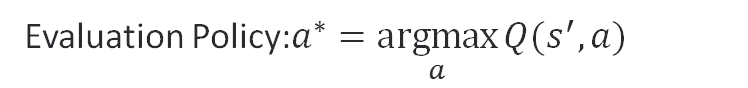 Evaluation Policy:a* = argmax Q(s′,a)
a